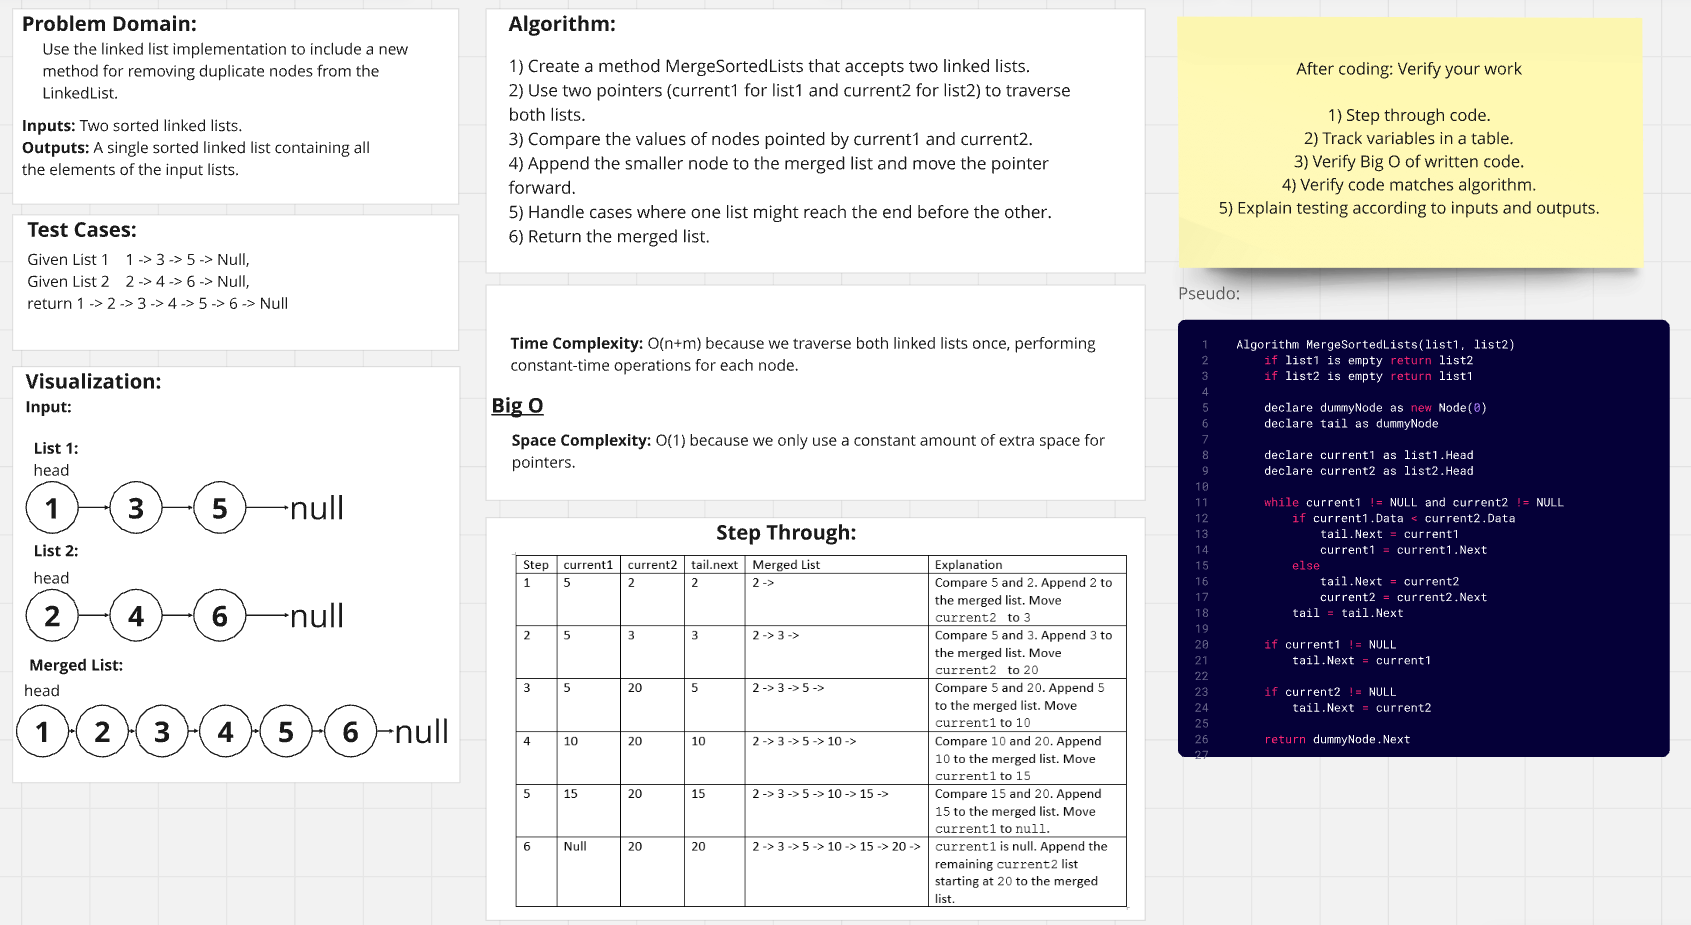 Problem Domain:
Use the linked list implementation to include a new
method for removing duplicate nodes from the
LinkedList.
Inputs: Two sorted linked lists.
Outputs: A single sorted linked list containing all
the elements of the input lists.
Test Cases:
Given List 1    1 -> 3 -> 5 -> Null,
Given List 2    2 -> 4 -> 6 -> Null,
return 1 -> 2 -> 3 -> 4 -> 5 -> 6 -> Null
Visualization:
Input:
List 1:
head
1 3 5 null
List 2:
head
2 4 6 null
Merged List:
head
1 2 3 4 5 6 null
Algorithm:
1) Create a method MergeSortedLists that accepts two linked lists.
2) Use two pointers (current1 for list1 and current2 for list2) to traverse
both lists.
3) Compare the values of nodes pointed by current1 and current2.
4) Append the smaller node to the merged list and move the pointer
forward.
5) Handle cases where one list might reach the end before the other.
6) Return the merged list.
Time Complexity: O(n+m) because we traverse both linked lists once, performing
constant-time operations for each node.
Big O
Space Complexity: O(1) because we only use a constant amount of extra space for
pointers.
Step Through:
Step current1 current2 tail.next Merged List Explanation
1 5 2 2 2 -> Compare 5 and 2. Append 2 to
the merged list. Move
current2 to 3
2 5 3 3 2 -> 3 -> Compare 5 and 3. Append 3 to
the merged list. Move
current2 to 20
3 5 20 5 2 -> 3 -> 5 -> Compare 5 and 20. Append 5
to the merged list. Move
current1 to 10
4 10 20 10 2 -> 3 -> 5 -> 10 -> Compare 10 and 20. Append
10 to the merged list. Move
current1 to 15
5 15 20 15 2 -> 3 -> 5 -> 10 -> 15 -> Compare 15 and 20. Append
15 to the merged list. Move
current1 to null.
6 Null 20 20 2 -> 3 -> 5 -> 10 -> 15 -> 20 -> current1 is null. Append the
remaining current2 list
starting at 20 to the merged
list.
After coding: Verify your work
1) Step through code.
2) Track variables in a table.
3) Verify Big O of written code.
4) Verify code matches algorithm.
5) Explain testing according to inputs and outputs.
Pseudo:
1 Algorithm MergeSortedLists(list1, list2)
2 if list1 is empty return list2
3 if list2 is empty return list1
4
5 declare dummyNode as new Node(0)
6 declare tail as dummyNode
7
8 declare current1 as list1.Head
9 declare current2 as list2.Head
10
11 while current1 != NULL and current2 != NULL
12 if current1.Data < current2.Data
13 tail.Next = current1
14 current1 = current1.Next
15 else
16 tail.Next = current2
17 current2 = current2.Next
18 tail = tail.Next
19
20 if current1 != NULL
21 tail.Next = current1
22
23 if current2 != NULL
24 tail.Next = current2
25
26 return dummyNode.Next
27